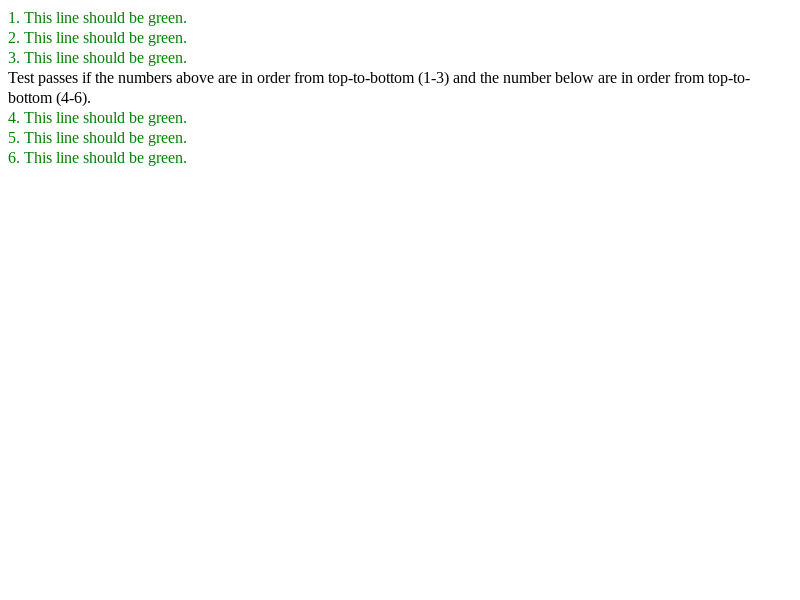 1. This line should be green.
2. This line should be green.
3. This line should be green.
Test passes if the numbers above are in order from top-to-bottom (1-3) and the number below are in order from top-to-
bottom (4-6).
4. This line should be green.
5. This line should be green.
6. This line should be green.